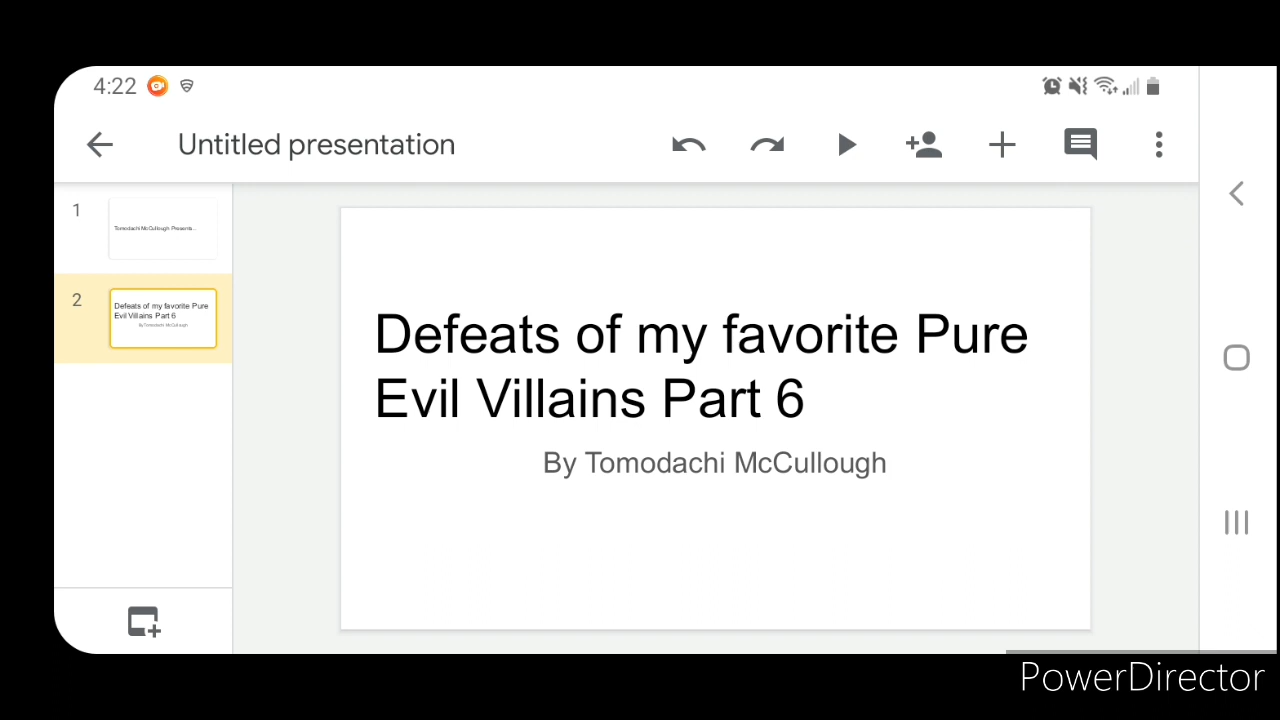 4:22
Untitled presentation
1
Tomodachi McCullough Presents...
2
Defeats of my favorite Pure
Evil Villains Part 6
By Tomodachi McCullough
Defeats of my favorite Pure
Evil Villains Part 6
By Tomodachi McCullough
PowerDirector